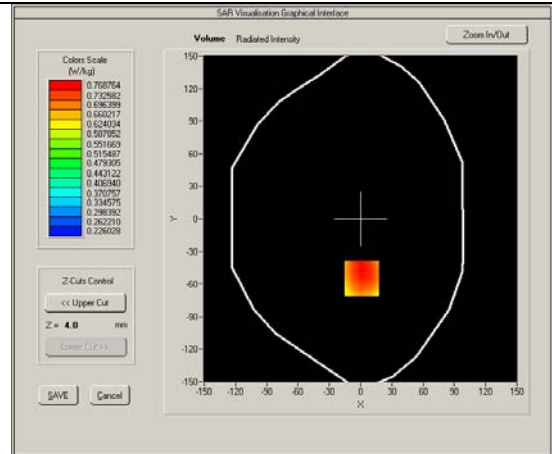 SAR Visualisation Graphical Interface
Volume Radiated Intensity
Zoom In/Out
Colors Scale
(W/kg)
0.768764
0.732582
0.696399
0.660217
0.624034
0.587852
0.551669
0.515487
0.479305
0.443122
0.406940
0.370757
0.334575
0.298392
0.262210
0.226028
Z-Cuts Control
<< Upper Cut
Z = 4.0 mm
Lower Cut >>
SAVE Cancel
150
120
90
60
30
0
-30
-60
-90
-120
-150
Y
-150 -120 -90 -60 -30 0 30 60 90 120 150
X